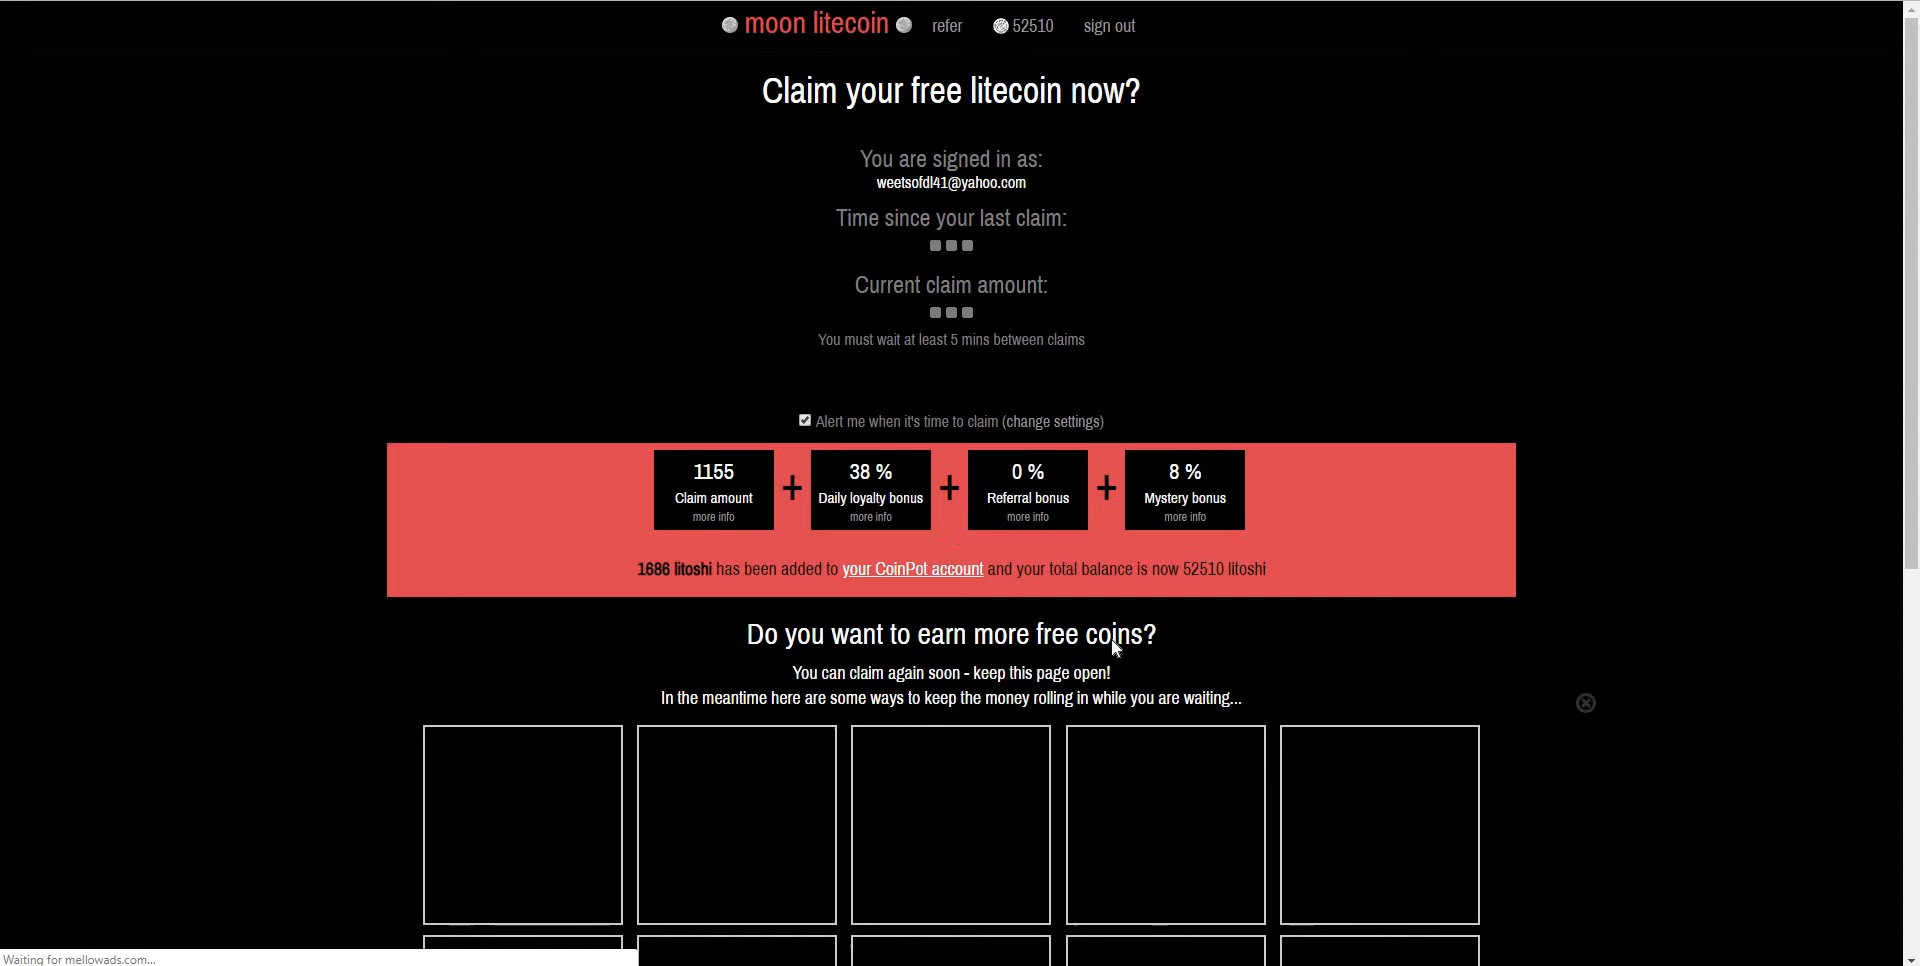 moon litecoin refer 52510 sign out
Claim your free litecoin now?
You are signed in as:
weetsofdl41@yahoo.com
Time since your last claim:
Current claim amount:
You must wait at least 5 mins between claims
Alert me when it's time to claim (change settings)
1155 + 38 % + 0 % + 8 %
Claim amount Daily loyalty bonus Referral bonus Mystery bonus
more info more info more info more info
1686 litoshi has been added to your CoinPot account and your total balance is now 52510 litoshi
Do you want to earn more free coins?
You can claim again soon - keep this page open!
In the meantime here are some ways to keep the money rolling in while you are waiting...
Waiting for mellowads.com...